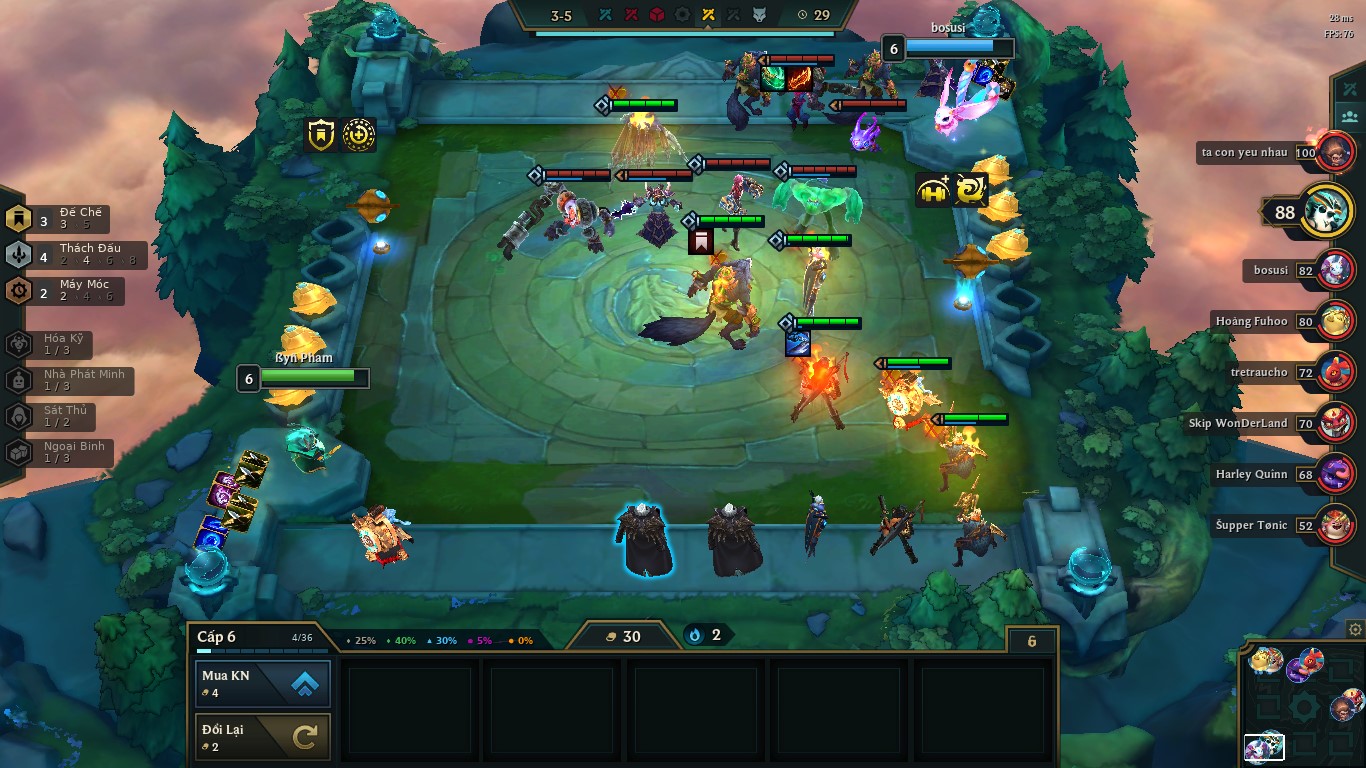 3-5
29
28 ms
FPS: 76
bosusi
6
ta con yeu nhau 100
88
bosusi 82
Hoàng Fuhoo 80
tretraucho 72
Skip WonDerLand 70
Harley Quinn 68
Šupper Tønic 52
3 Đế Chế
3 5
4 Thách Đấu
2 4 6 8
2 Máy Móc
2 4 6
Hóa Kỹ
1 / 3
Nhà Phát Minh
1 / 3
Sát Thủ
1 / 2
Ngoại Binh
1 / 3
ßyn Pham
6
Cấp 6 4/36
25% 40% 30% 5% 0%
30
2
6
Mua KN
4
Đổi Lại
2